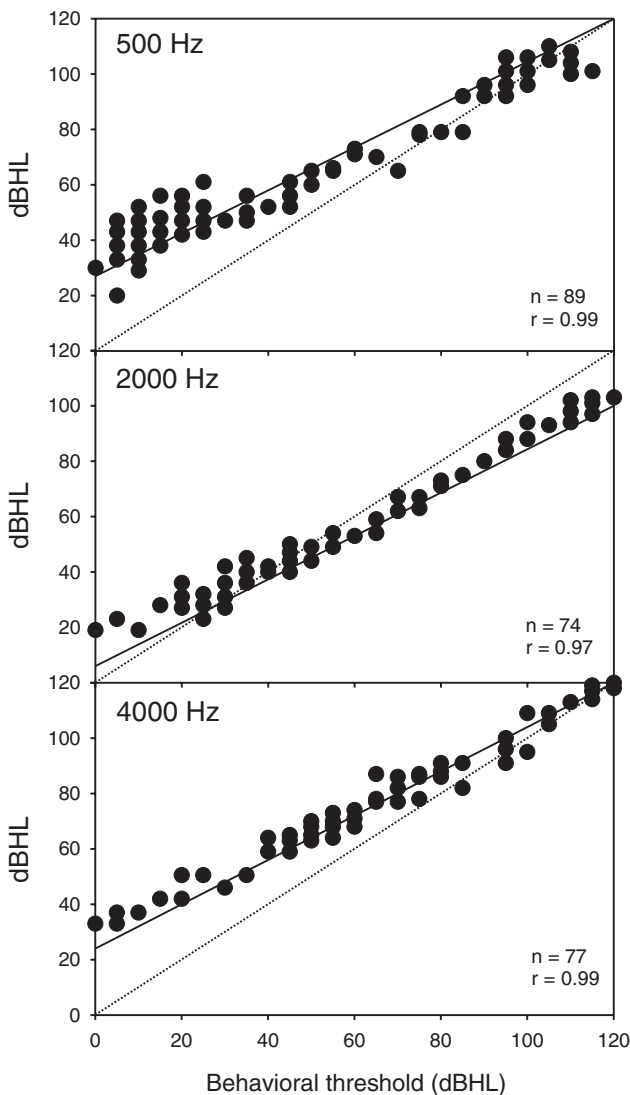 120
500 Hz
100
80
dBHL
60
40
20
n = 89
r = 0.99
120
2000 Hz
100
80
dBHL
60
40
20
n = 74
r = 0.97
120
4000 Hz
100
80
dBHL
60
40
20
n = 77
r = 0.99
0
0 20 40 60 80 100 120
Behavioral threshold (dBHL)